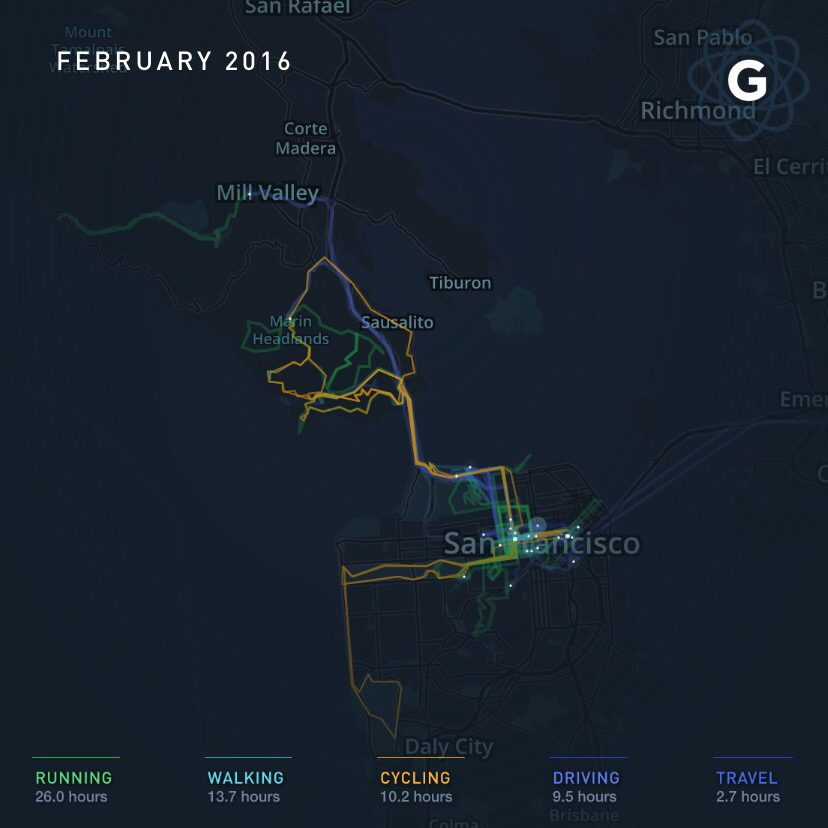 San Rafael
Mount
Tamalpais
Watershed
FEBRUARY 2016
San Pablo
G
Richmond
Corte
Madera
El Cerrit
Mill Valley
Tiburon
B
Marin
Headlands
Sausalito
Emer
San Francisco
Daly City
RUNNING
26.0 hours
WALKING
13.7 hours
CYCLING
10.2 hours
DRIVING
9.5 hours
TRAVEL
2.7 hours
Brisbane
Colma